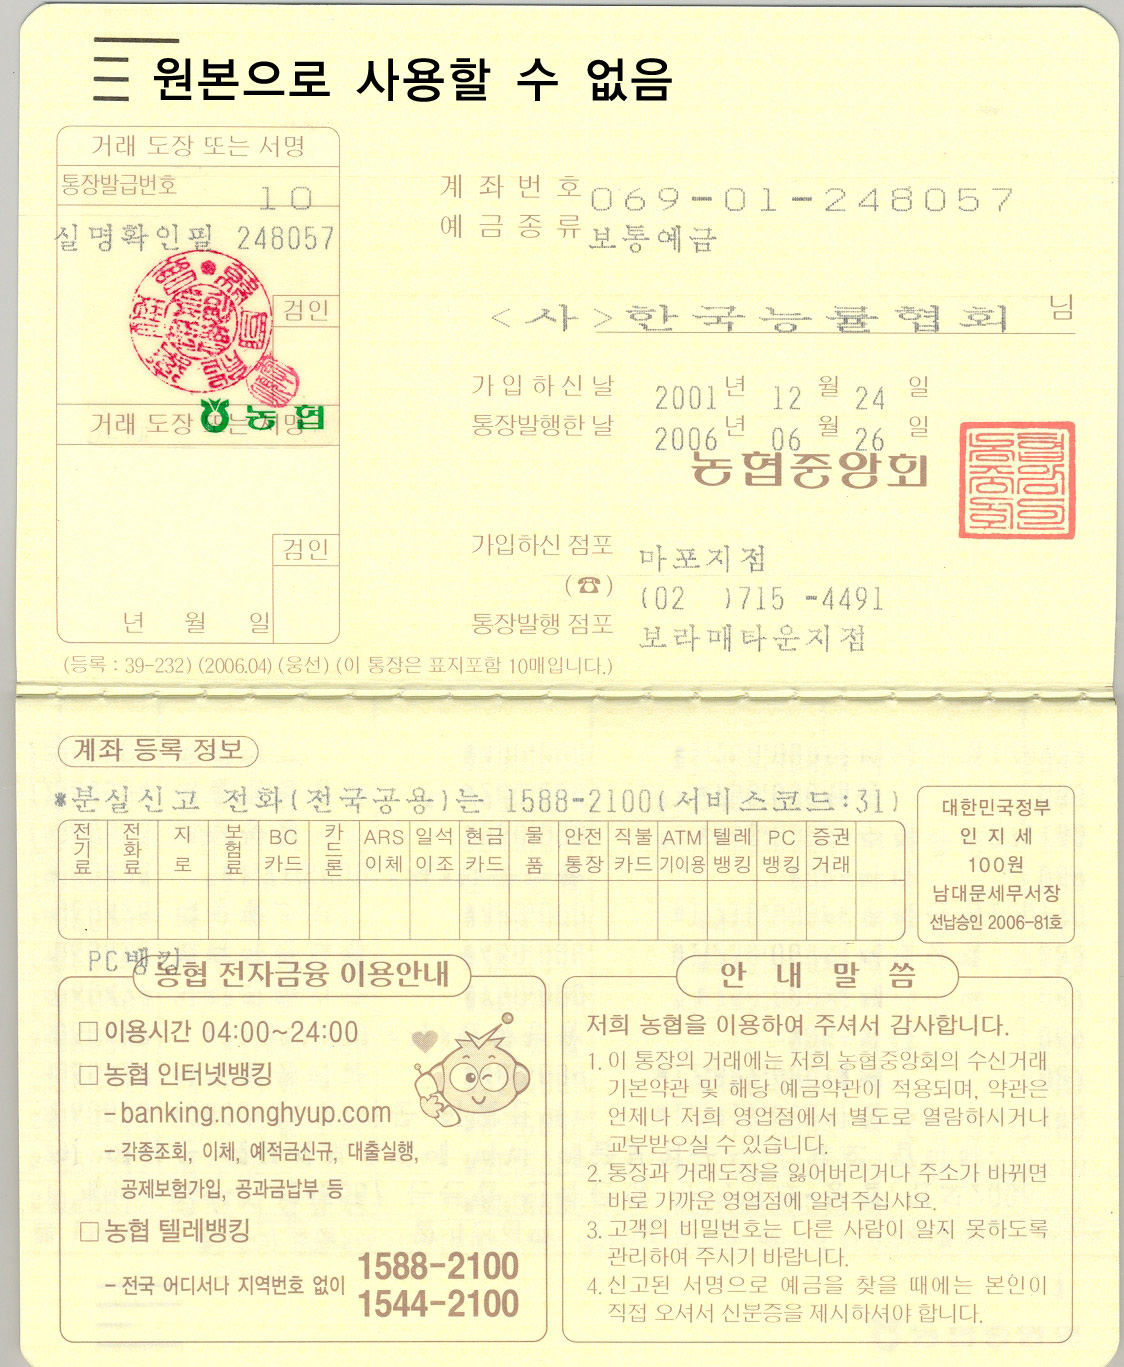 원본으로 사용할 수 없음
거래 도장 또는 서명
통장발급번호
10
실명확인필 248057
검인
농협
거래 도장 또는 서명
검인
년 월 일
계좌번호 069-01-248057
예금종류 보통예금
<사>한국능률협회 님
가입하신날 2001년 12월 24일
통장발행한날 2006년 06월 26일
농협중앙회
가입하신 점포 마포지점
(☎) (02 )715 -4491
통장발행 점포 보라매타운지점
(등록 : 39-232) (2006.04) (웅선) (이 통장은 표지포함 10매입니다.)
계좌 등록 정보
*분실신고 전화(전국공용)는 1588-2100(서비스코드:31)
전기료 전화료 지로 보험료 BC카드 카드론 ARS이체 일석이조 현금카드 물품 안전통장 직불카드 ATM기이용 텔레뱅킹 PC뱅킹 증권거래
대한민국정부
인 지 세
100원
남대문세무서장
선납승인 2006-81호
PC뱅킹
농협 전자금융 이용안내
□ 이용시간 04:00~24:00
□ 농협 인터넷뱅킹
- banking.nonghyup.com
- 각종조회, 이체, 예적금신규, 대출실행,
공제보험가입, 공과금납부 등
□ 농협 텔레뱅킹
- 전국 어디서나 지역번호 없이 1588-2100
1544-2100
안 내 말 씀
저희 농협을 이용하여 주셔서 감사합니다.
1. 이 통장의 거래에는 저희 농협중앙회의 수신거래
기본약관 및 해당 예금약관이 적용되며, 약관은
언제나 저희 영업점에서 별도로 열람하시거나
교부받으실 수 있습니다.
2. 통장과 거래도장을 잃어버리거나 주소가 바뀌면
바로 가까운 영업점에 알려주십시오.
3. 고객의 비밀번호는 다른 사람이 알지 못하도록
관리하여 주시기 바랍니다.
4. 신고된 서명으로 예금을 찾을 때에는 본인이
직접 오셔서 신분증을 제시하셔야 합니다.